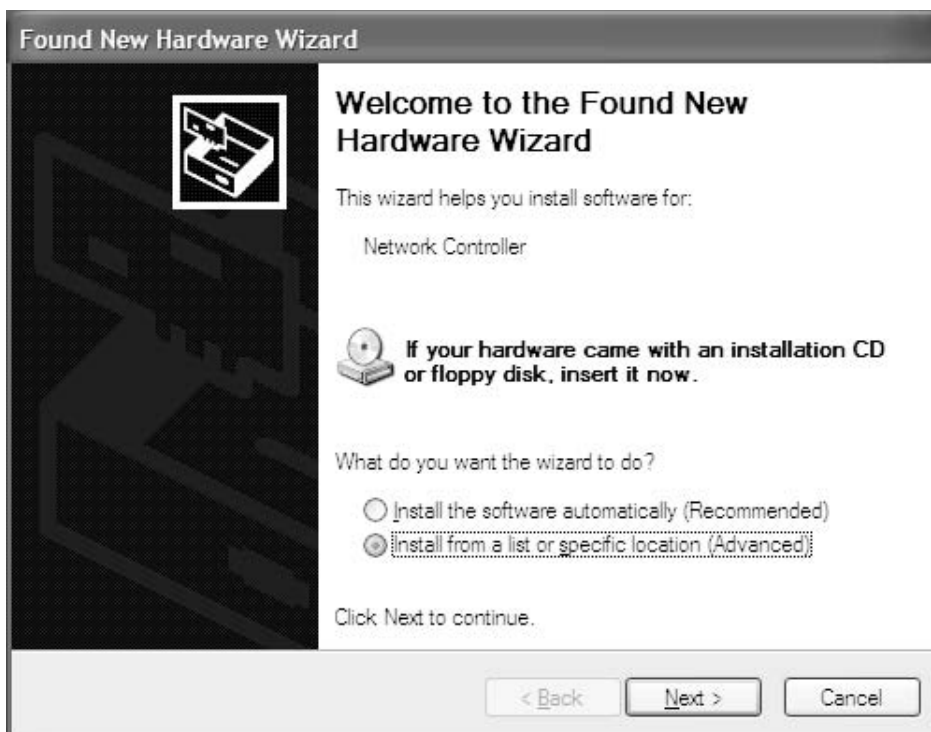 Found New Hardware Wizard
Welcome to the Found New
Hardware Wizard
This wizard helps you install software for:
Network Controller
If your hardware came with an installation CD
or floppy disk, insert it now.
What do you want the wizard to do?
Install the software automatically (Recommended)
Install from a list or specific location (Advanced)
Click Next to continue.
< Back Next > Cancel